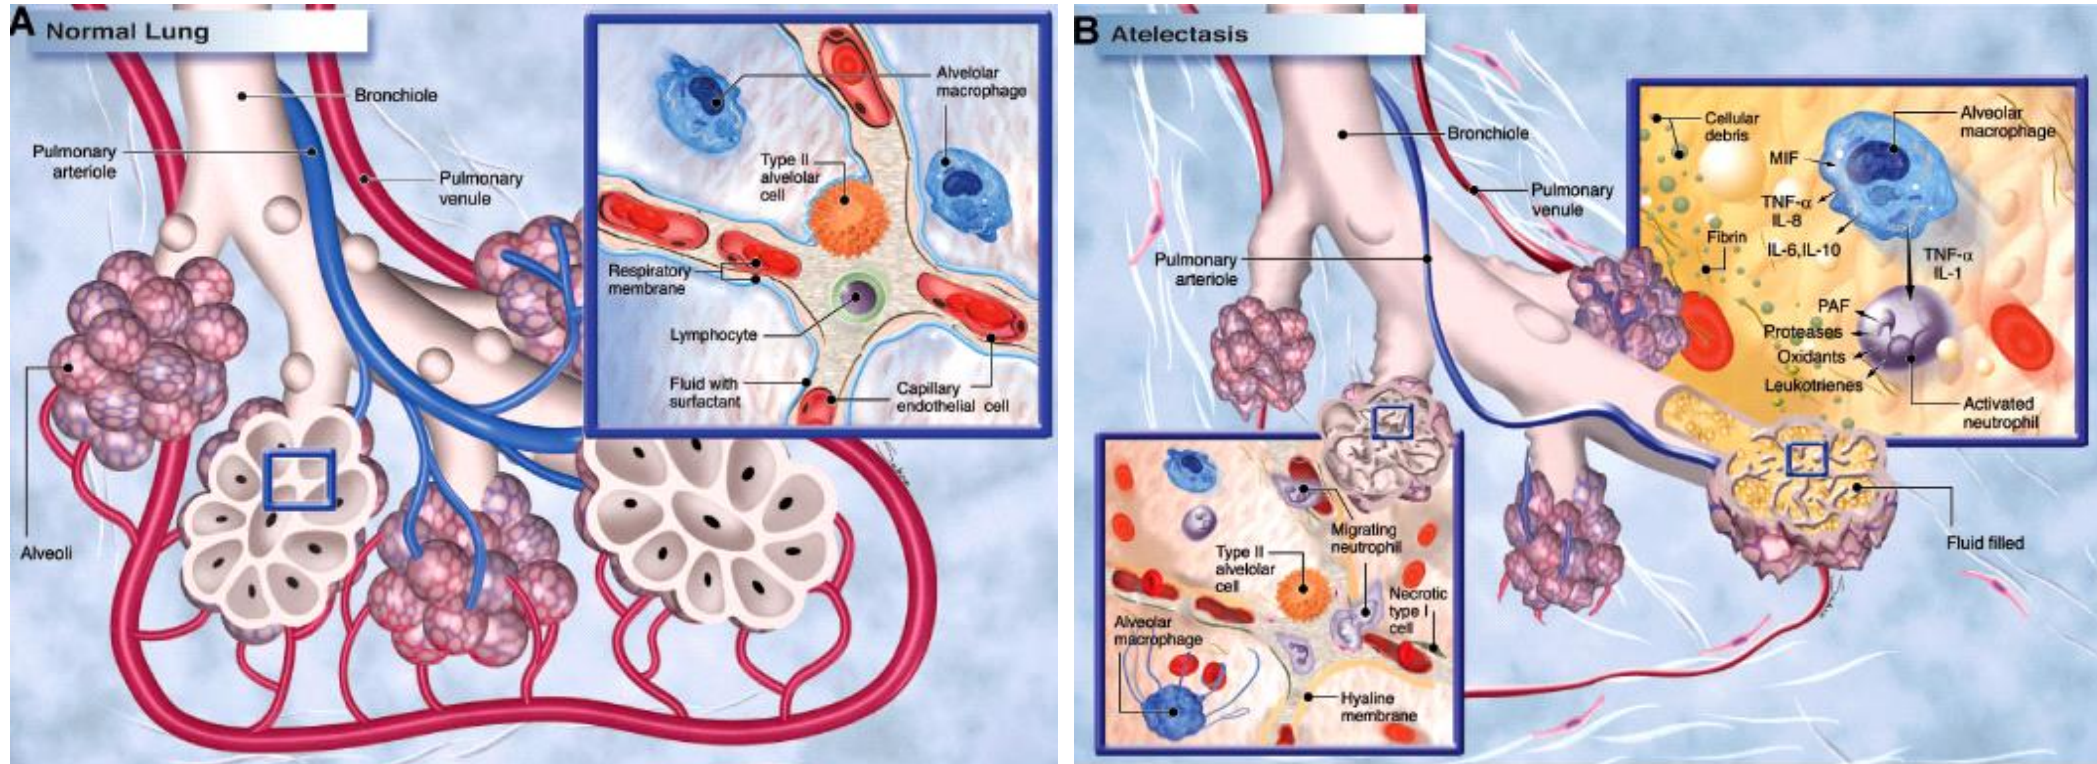 A
Normal Lung
Bronchiole
Pulmonary
arteriole
Pulmonary
venule
Alveoli
Alvelolar
macrophage
Type II
alvelolar
cell
Respiratory
membrane
Lymphocyte
Fluid with
surfactant
Capillary
endothelial cell
B
Atelectasis
Bronchiole
Pulmonary
venule
Pulmonary
arteriole
Cellular
debris
Alveolar
macrophage
MIF
TNF-α
IL-8
IL-6,IL-10
Fibrin
TNF-α
IL-1
PAF
Proteases
Oxidants
Leukotrienes
Activated
neutrophil
Fluid filled
Migrating
neutrophil
Type II
alvelolar
cell
Necrotic
type I
cell
Alveolar
macrophage
Hyaline
membrane